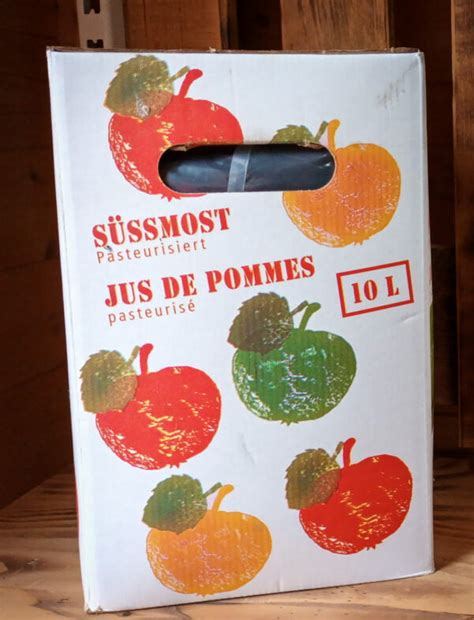 SÜSSMOST
Pasteurisiert
JUS DE POMMES
pasteurisé
10 L